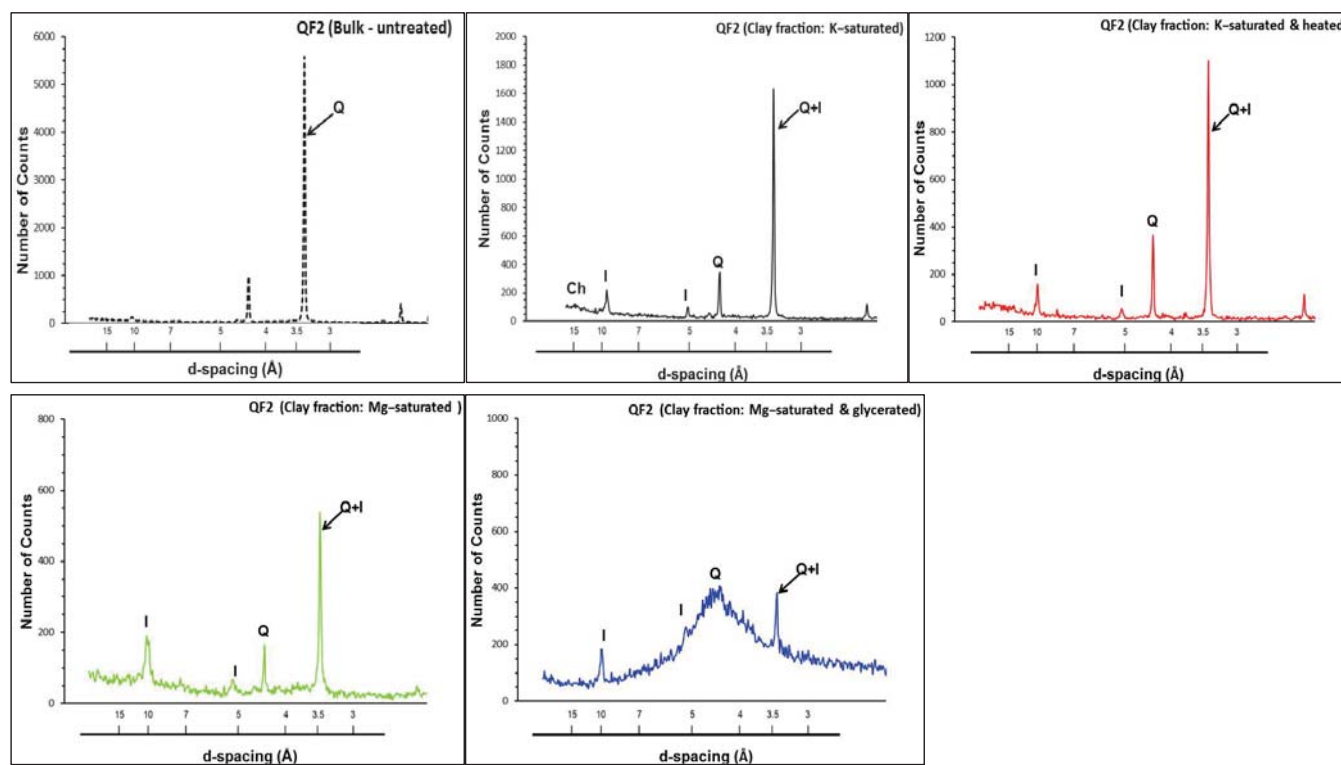 QF2 (Bulk - untreated)
6000
5000
4000
3000
2000
1000
0
Number of Counts
Q
15 10 7 5 4 3.5 3
d-spacing (Å)
QF2 (Clay fraction: K-saturated)
2000
1800
1600
1400
1200
1000
800
600
400
200
0
Number of Counts
Q+I
Ch
I
I
Q
15 10 7 5 4 3.5 3
d-spacing (Å)
QF2 (Clay fraction: K-saturated & heated
1200
1000
800
600
400
200
0
Number of Counts
Q+I
Q
I
I
15 10 7 5 4 3.5 3
d-spacing (Å)
QF2 (Clay fraction: Mg-saturated )
800
600
400
200
0
Number of Counts
Q+I
I
Q
I
15 10 7 5 4 3.5 3
d-spacing (Å)
QF2 (Clay fraction: Mg-saturated & glycerated)
1000
800
600
400
200
0
Number of Counts
Q
Q+I
I
I
15 10 7 5 4 3.5 3
d-spacing (Å)